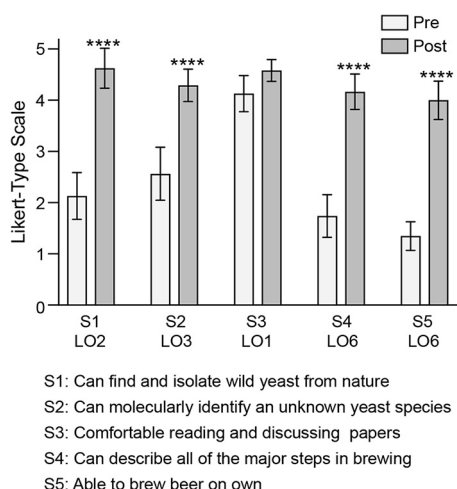 Pre
Post
Likert-Type Scale
5
4
3
2
1
0
****
****
****
****
S1 S2 S3 S4 S5
LO2 LO3 LO1 LO6 LO6
S1: Can find and isolate wild yeast from nature
S2: Can molecularly identify an unknown yeast species
S3: Comfortable reading and discussing papers
S4: Can describe all of the major steps in brewing
S5: Able to brew beer on own